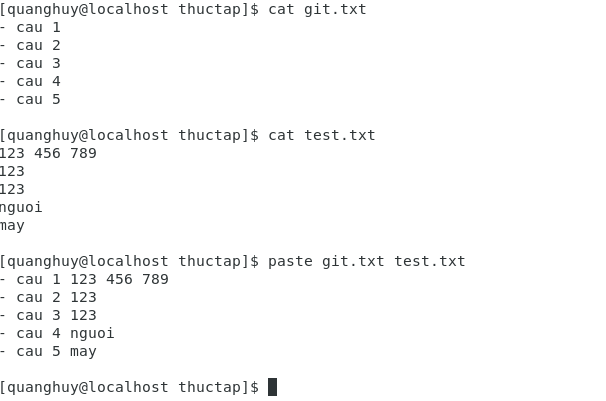 [quanghuy@localhost thuctap]$ cat git.txt
- cau 1
- cau 2
- cau 3
- cau 4
- cau 5

[quanghuy@localhost thuctap]$ cat test.txt
123 456 789
123
123
nguoi
may

[quanghuy@localhost thuctap]$ paste git.txt test.txt
- cau 1 123 456 789
- cau 2 123
- cau 3 123
- cau 4 nguoi
- cau 5 may

[quanghuy@localhost thuctap]$